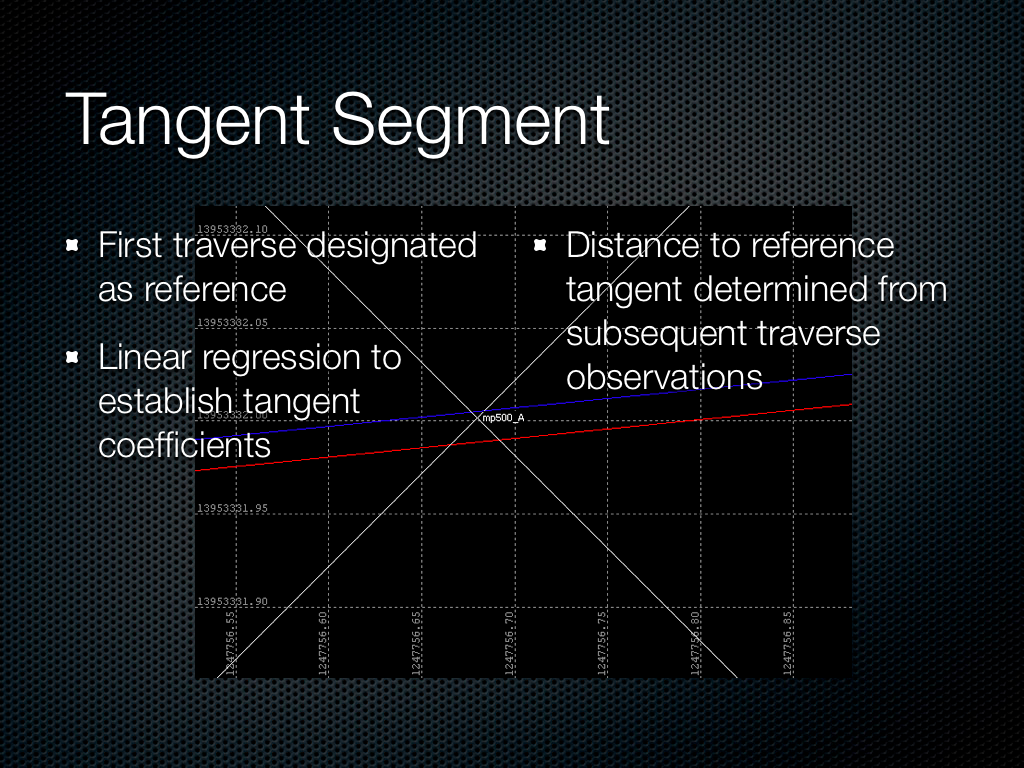 Tangent Segment
First traverse designated
as reference
Linear regression to
establish tangent
coefficients
Distance to reference
tangent determined from
subsequent traverse
observations
13953332.10
13953332.05
13953332.00
13953331.95
13953331.90
mp500_A
1247756.55
1247756.60
1247756.65
1247756.70
1247756.75
1247756.80
1247756.85